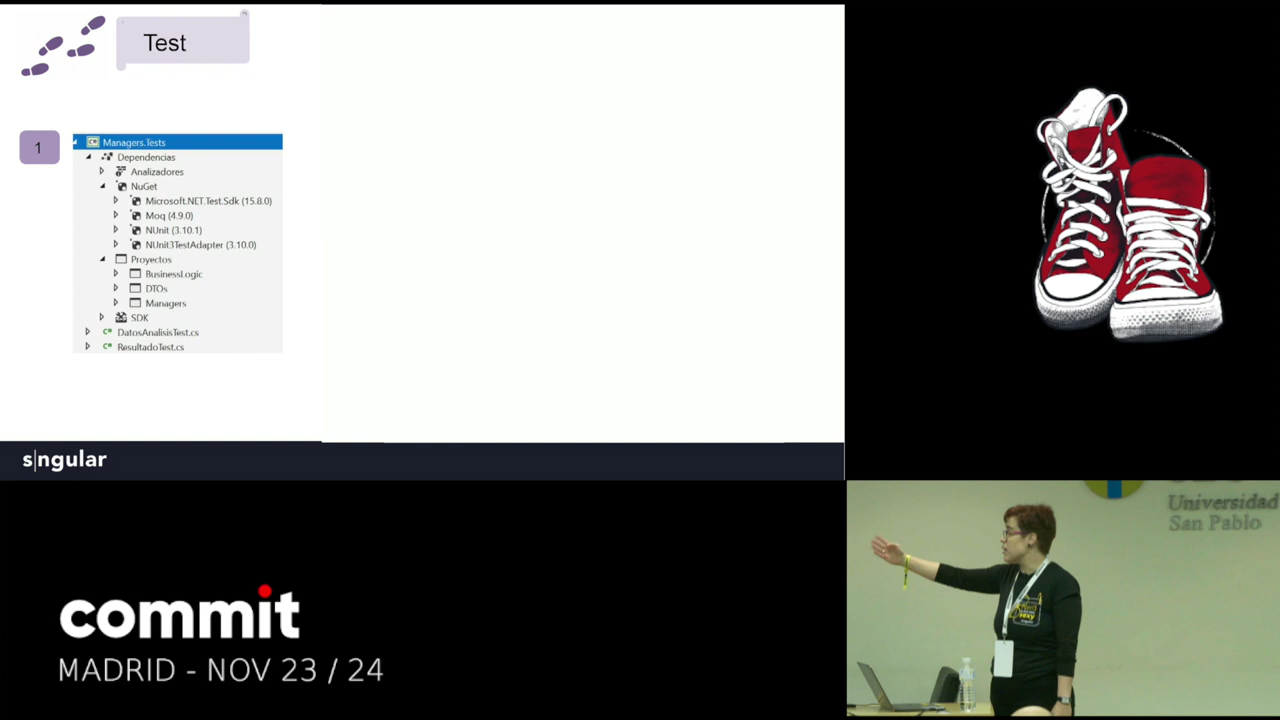 Test
1
Managers.Tests
Dependencias
Analizadores
NuGet
Microsoft.NET.Test.Sdk (15.8.0)
Moq (4.9.0)
NUnit (3.10.1)
NUnit3TestAdapter (3.10.0)
Proyectos
BusinessLogic
DTOs
Managers
SDK
C# DatosAnalisisTest.cs
C# ResultadoTest.cs
s|ngular
commit
MADRID - NOV 23 / 24
Universidad
San Pablo
sexy